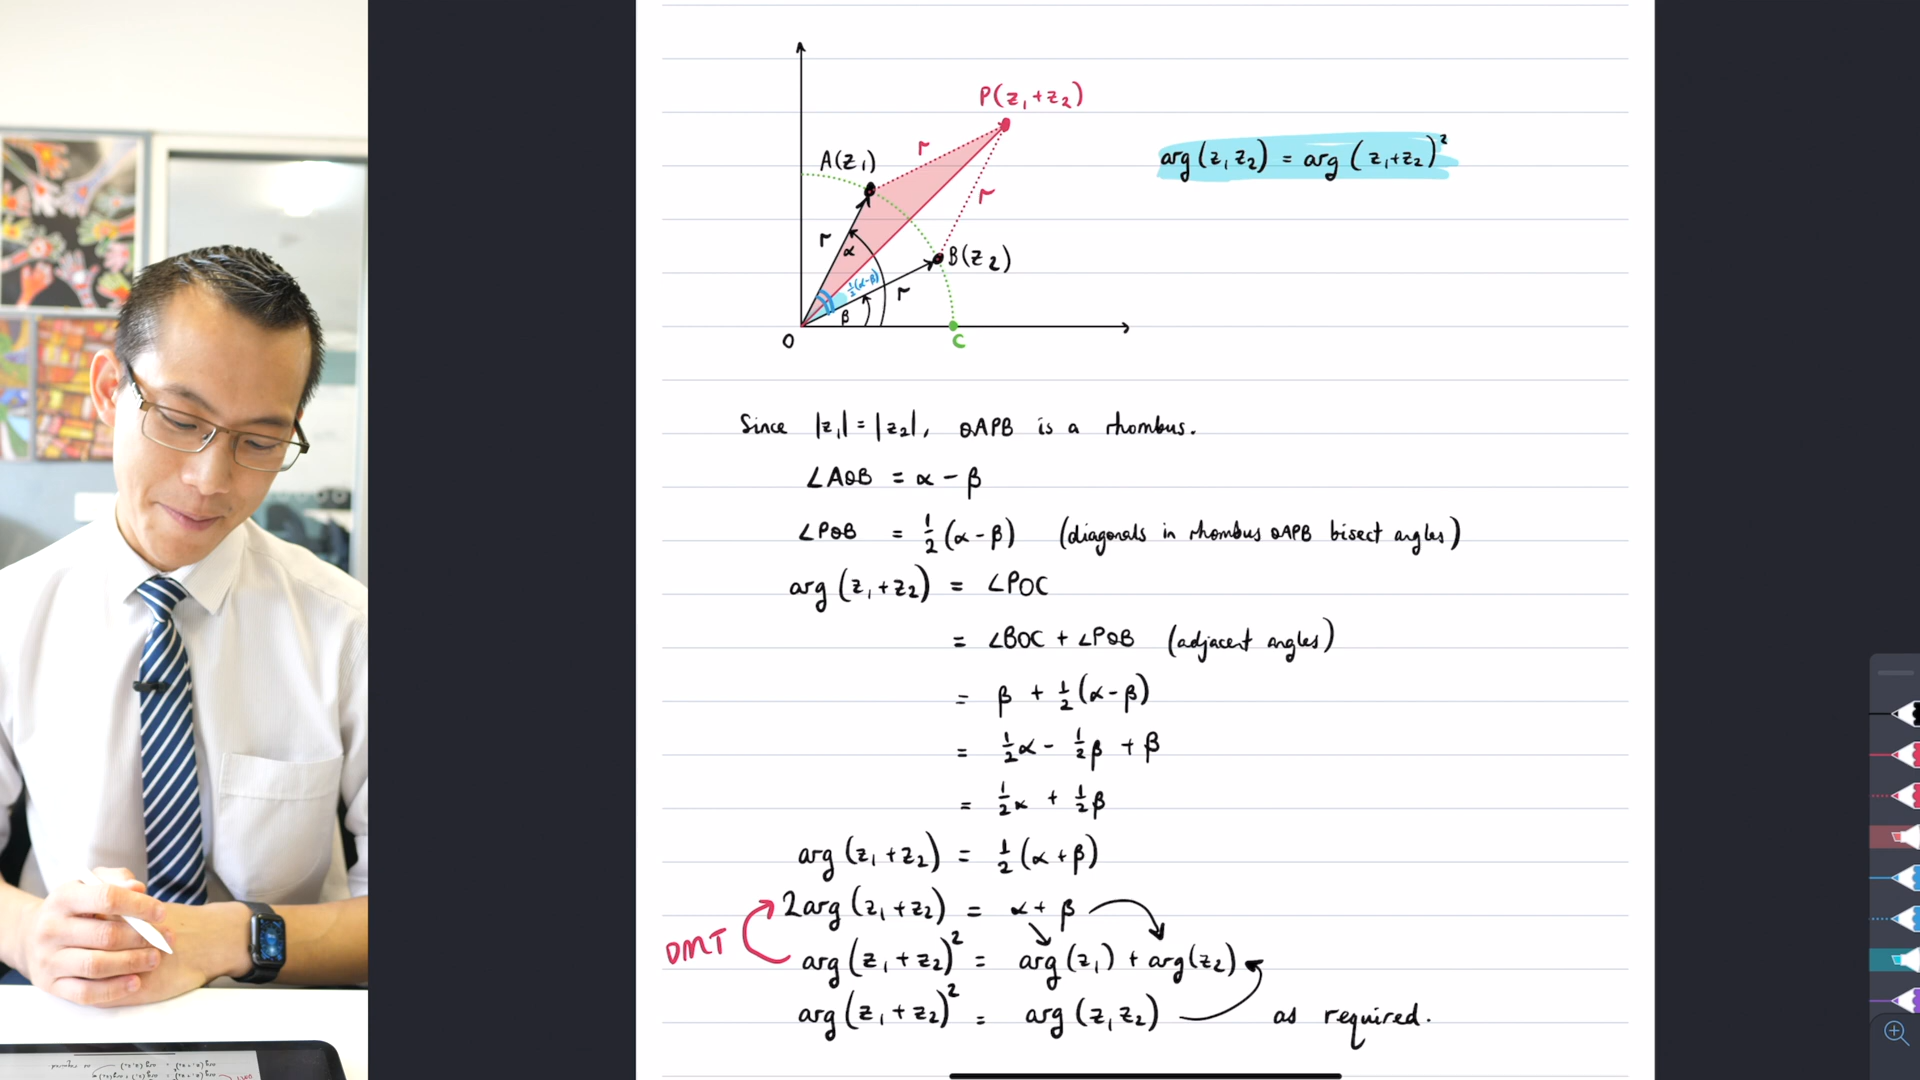 P(z₁+z₂)
r
A(z₁)
arg (z₁z₂) = arg (z₁+z₂)²
r
r
α
½(α-β)
B(z₂)
r
β
O
C
Since |z₁| = |z₂|, OAPB is a rhombus.
∠AOB = α - β
∠POB = ½(α-β) (diagonals in rhombus OAPB bisect angles)
arg (z₁+z₂) = ∠POC
= ∠BOC + ∠POB (adjacent angles)
= β + ½(α-β)
= ½α - ½β + β
= ½α + ½β
arg (z₁+z₂) = ½(α+β)
2arg (z₁+z₂) = α+β
DMT
arg (z₁+z₂)² = arg (z₁) + arg(z₂)
arg (z₁+z₂)² = arg (z₁z₂) as required.